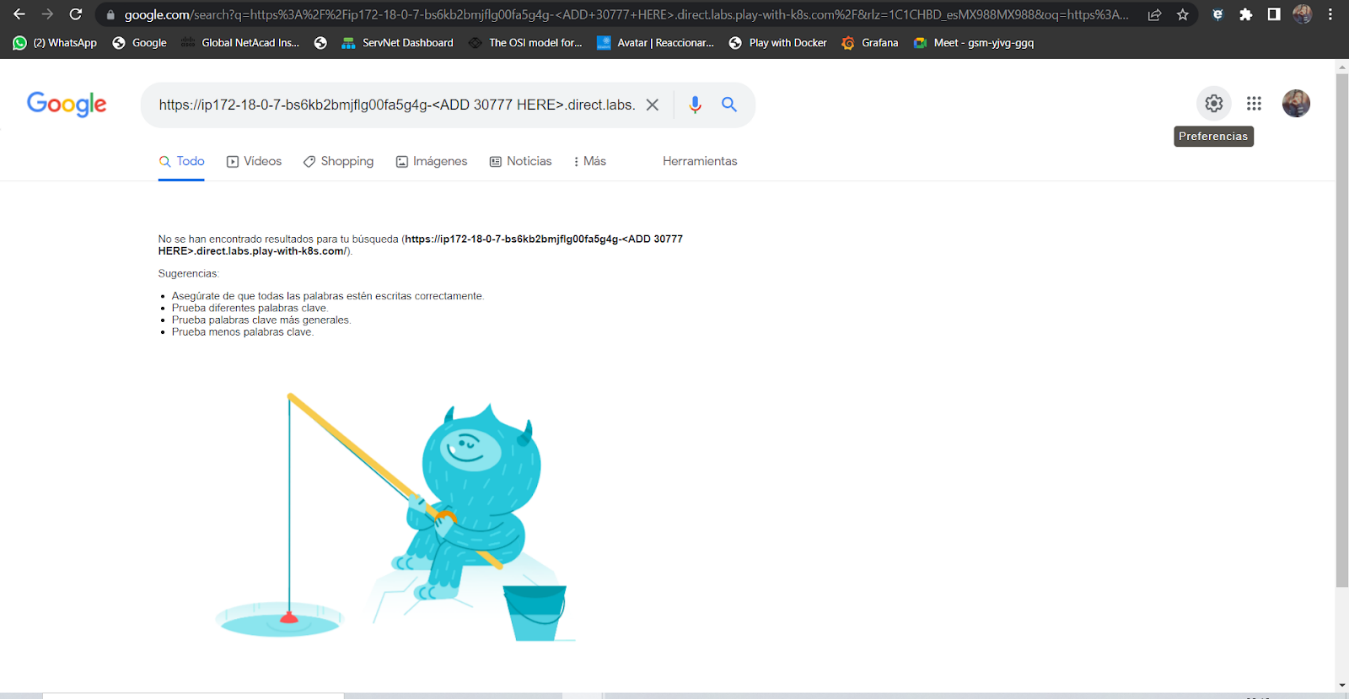 google.com/search?q=https%3A%2F%2Fip172-18-0-7-bs6kb2bmjflg00fa5g4g-<ADD+30777+HERE>.direct.labs.play-with-k8s.com%2F&rlz=1C1CHBD_esMX988MX988&oq=https%3A...
(2) WhatsApp Google Global NetAcad Ins... ServNet Dashboard The OSI model for... Avatar | Reaccionar... Play with Docker Grafana Meet - gsm-yjvg-ggq
Google https://ip172-18-0-7-bs6kb2bmjflg00fa5g4g-<ADD 30777 HERE>.direct.labs.
Preferencias
Todo Vídeos Shopping Imágenes Noticias Más Herramientas
No se han encontrado resultados para tu búsqueda (https://ip172-18-0-7-bs6kb2bmjflg00fa5g4g-<ADD 30777
HERE>.direct.labs.play-with-k8s.com/).
Sugerencias:
Asegúrate de que todas las palabras estén escritas correctamente.
Prueba diferentes palabras clave.
Prueba palabras clave más generales.
Prueba menos palabras clave.